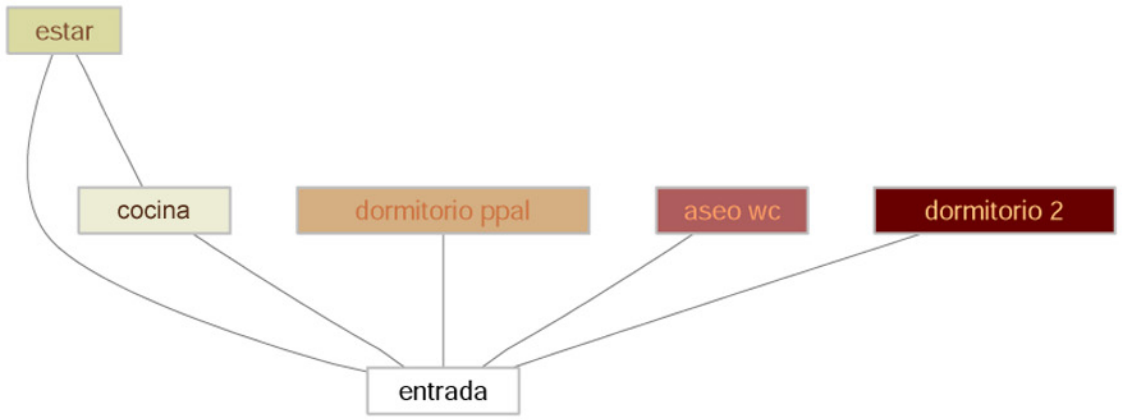 estar
cocina
dormitorio ppal
aseo wc
dormitorio 2
entrada